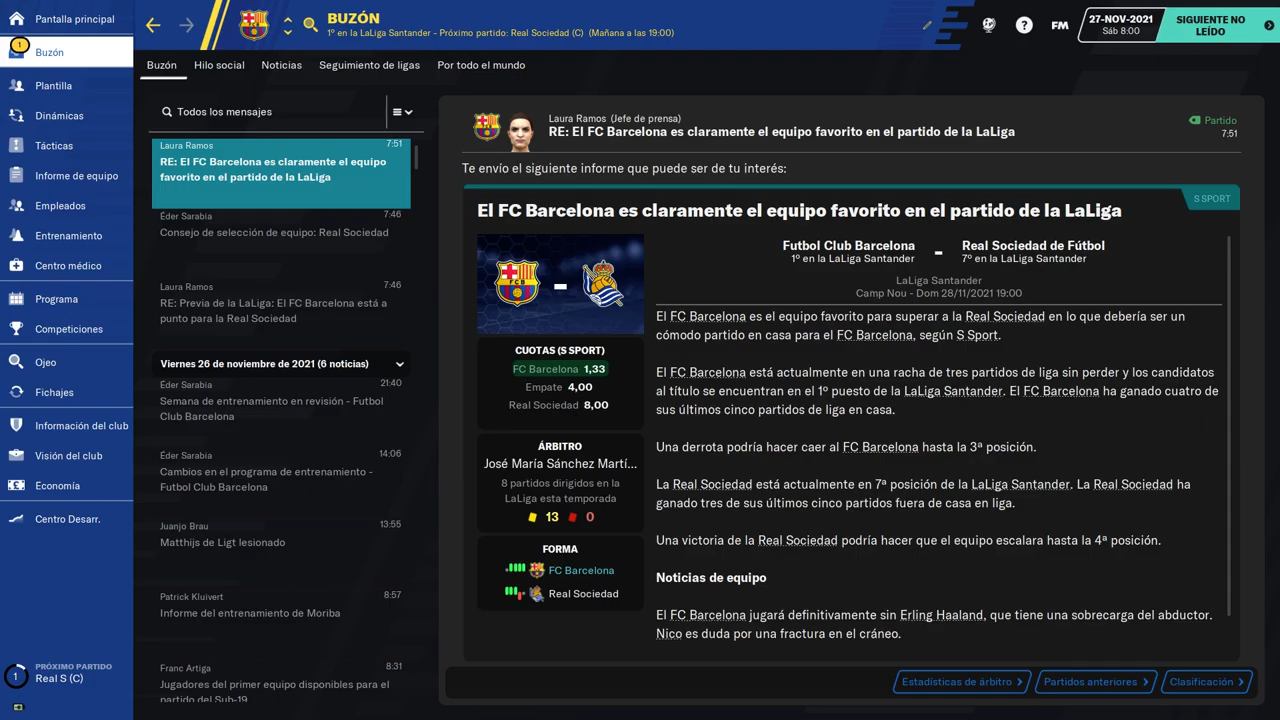 Pantalla principal
1
Buzón
Plantilla
Dinámicas
Tácticas
Informe de equipo
Empleados
Entrenamiento
Centro médico
Programa
Competiciones
Ojeo
Fichajes
Información del club
Visión del club
Economía
Centro Desarr.
1
PRÓXIMO PARTIDO
Real S (C)
BUZÓN
1º en la LaLiga Santander - Próximo partido: Real Sociedad (C) (Mañana a las 19:00)
?
FM
27-NOV-2021
Sáb 8:00
SIGUIENTE NO
LEÍDO
Buzón Hilo social Noticias Seguimiento de ligas Por todo el mundo
Todos los mensajes
Laura Ramos 7:51
RE: El FC Barcelona es claramente el equipo
favorito en el partido de la LaLiga
Éder Sarabia 7:46
Consejo de selección de equipo: Real Sociedad
Laura Ramos 7:46
RE: Previa de la LaLiga: El FC Barcelona está a
punto para la Real Sociedad
Viernes 26 de noviembre de 2021 (6 noticias)
Éder Sarabia 21:40
Semana de entrenamiento en revisión - Futbol
Club Barcelona
Éder Sarabia 14:06
Cambios en el programa de entrenamiento -
Futbol Club Barcelona
Juanjo Brau 13:55
Matthijs de Ligt lesionado
Patrick Kluivert 8:57
Informe del entrenamiento de Moriba
Franc Artiga 8:31
Jugadores del primer equipo disponibles para el
partido del Sub-19
Laura Ramos (Jefe de prensa)
RE: El FC Barcelona es claramente el equipo favorito en el partido de la LaLiga
Partido
7:51
Te envío el siguiente informe que puede ser de tu interés:
S SPORT
El FC Barcelona es claramente el equipo favorito en el partido de la LaLiga
FCB
CUOTAS (S SPORT)
FC Barcelona 1,33
Empate 4,00
Real Sociedad 8,00
ÁRBITRO
José María Sánchez Martí...
8 partidos dirigidos en la
LaLiga esta temporada
13 0
FORMA
FC Barcelona
Real Sociedad
Futbol Club Barcelona - Real Sociedad de Fútbol
1º en la LaLiga Santander 7º en la LaLiga Santander
LaLiga Santander
Camp Nou - Dom 28/11/2021 19:00
El FC Barcelona es el equipo favorito para superar a la Real Sociedad en lo que debería ser un
cómodo partido en casa para el FC Barcelona, según S Sport.
El FC Barcelona está actualmente en una racha de tres partidos de liga sin perder y los candidatos
al título se encuentran en el 1º puesto de la LaLiga Santander. El FC Barcelona ha ganado cuatro de
sus últimos cinco partidos de liga en casa.
Una derrota podría hacer caer al FC Barcelona hasta la 3ª posición.
La Real Sociedad está actualmente en 7ª posición de la LaLiga Santander. La Real Sociedad ha
ganado tres de sus últimos cinco partidos fuera de casa en liga.
Una victoria de la Real Sociedad podría hacer que el equipo escalara hasta la 4ª posición.
Noticias de equipo
El FC Barcelona jugará definitivamente sin Erling Haaland, que tiene una sobrecarga del abductor.
Nico es duda por una fractura en el cráneo.
Estadísticas de árbitro
Partidos anteriores
Clasificación